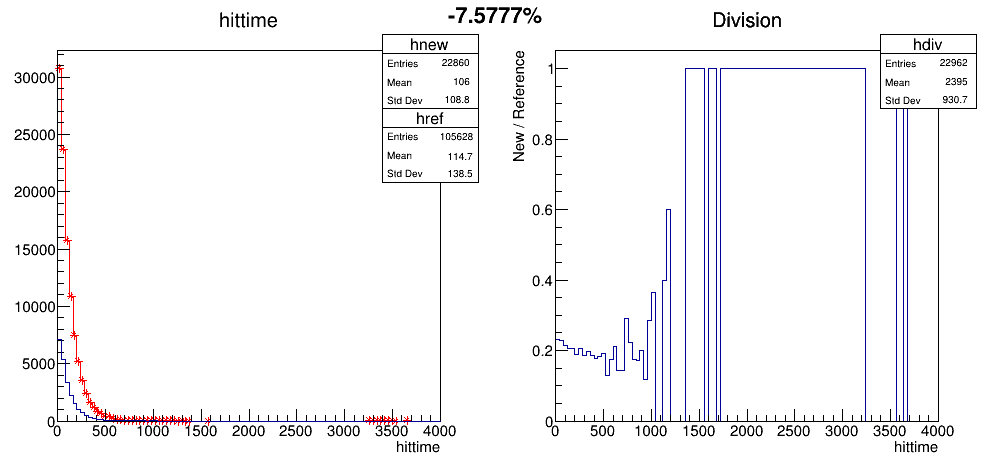 -7.5777%
hittime
hnew
Entries 22860
Mean 106
Std Dev 108.8
href
Entries 105628
Mean 114.7
Std Dev 138.5
30000
25000
20000
15000
10000
5000
0
0 500 1000 1500 2000 2500 3000 3500 4000
hittime
Division
hdiv
Entries 22962
Mean 2395
Std Dev 930.7
New / Reference
1
0.8
0.6
0.4
0.2
0
0 500 1000 1500 2000 2500 3000 3500 4000
hittime